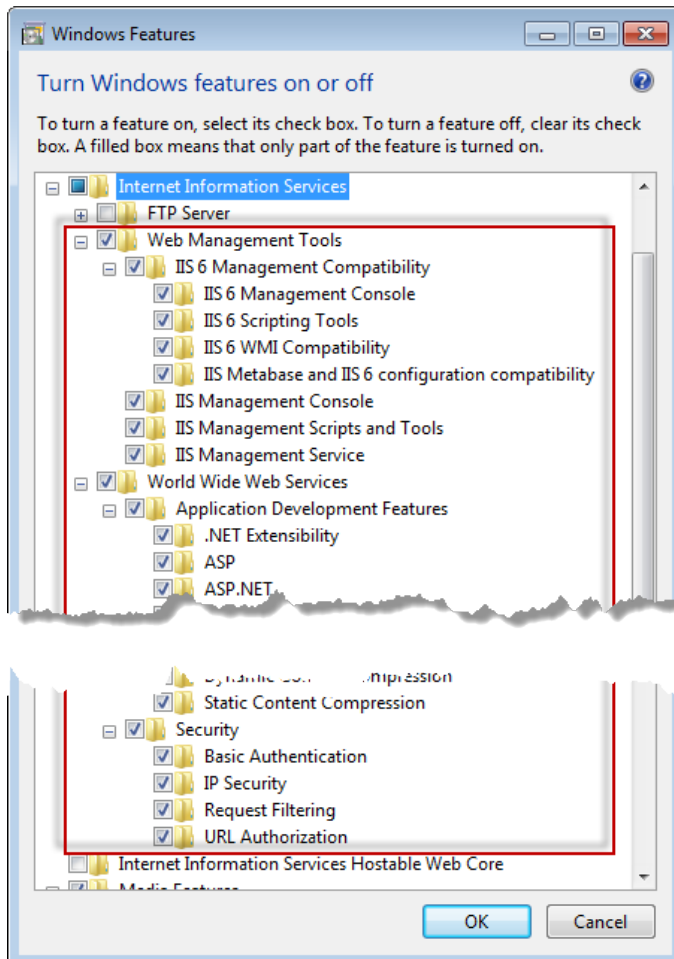 Windows Features
Turn Windows features on or off
To turn a feature on, select its check box. To turn a feature off, clear its check
box. A filled box means that only part of the feature is turned on.
Internet Information Services
FTP Server
Web Management Tools
IIS 6 Management Compatibility
IIS 6 Management Console
IIS 6 Scripting Tools
IIS 6 WMI Compatibility
IIS Metabase and IIS 6 configuration compatibility
IIS Management Console
IIS Management Scripts and Tools
IIS Management Service
World Wide Web Services
Application Development Features
.NET Extensibility
ASP
ASP.NET
Static Content Compression
Security
Basic Authentication
IP Security
Request Filtering
URL Authorization
Internet Information Services Hostable Web Core
Media Features
OK
Cancel